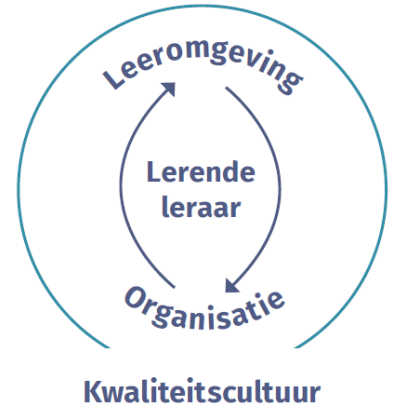 Leeromgeving
Lerende
leraar
Organisatie
Kwaliteitscultuur